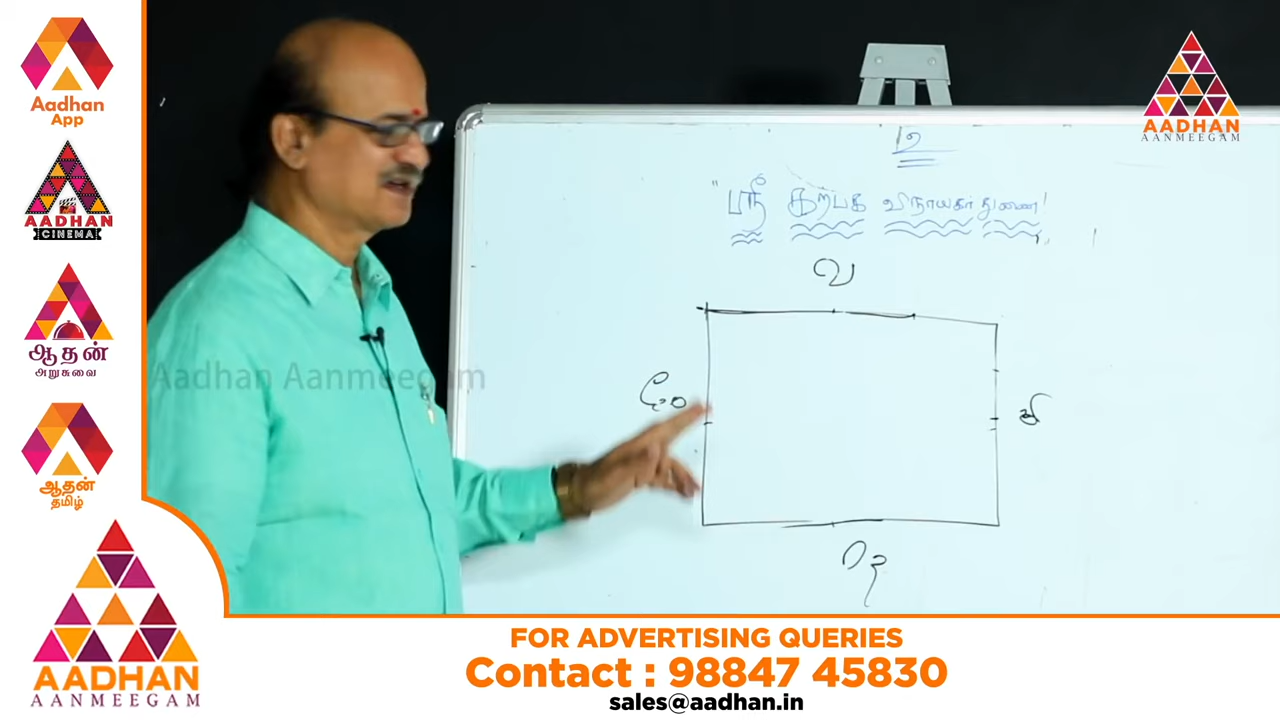 Aadhan
App
AADHAN
CINEMA
ஆதன்
அறுசுவை
ஆதன்
தமிழ்
AADHAN
AANMEEGAM
AADHAN
AANMEEGAM
Aadhan Aanmeegam
உ
"ஸ்ரீ கற்பக விநாயகர் துணை!
வ
மே
கி
தெ
FOR ADVERTISING QUERIES
Contact : 98847 45830
sales@aadhan.in